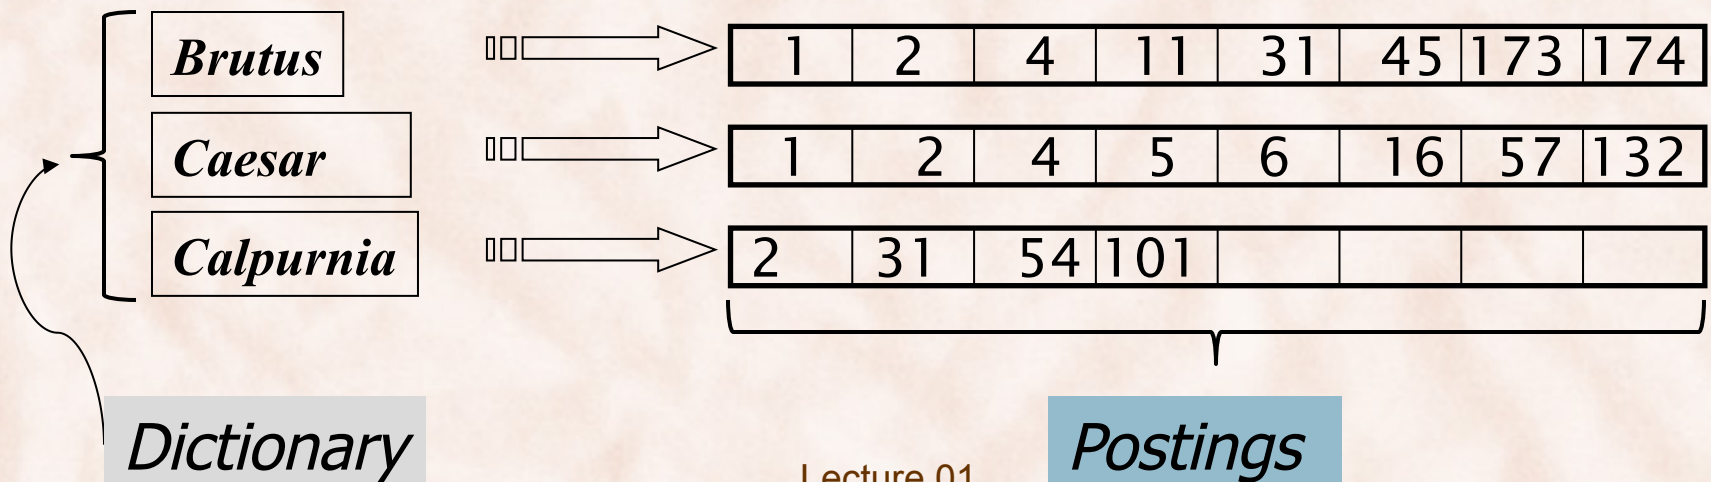 Brutus 1 2 4 11 31 45 173 174
Caesar 1 2 4 5 6 16 57 132
Calpurnia 2 31 54 101
Dictionary Postings
Lecture 01